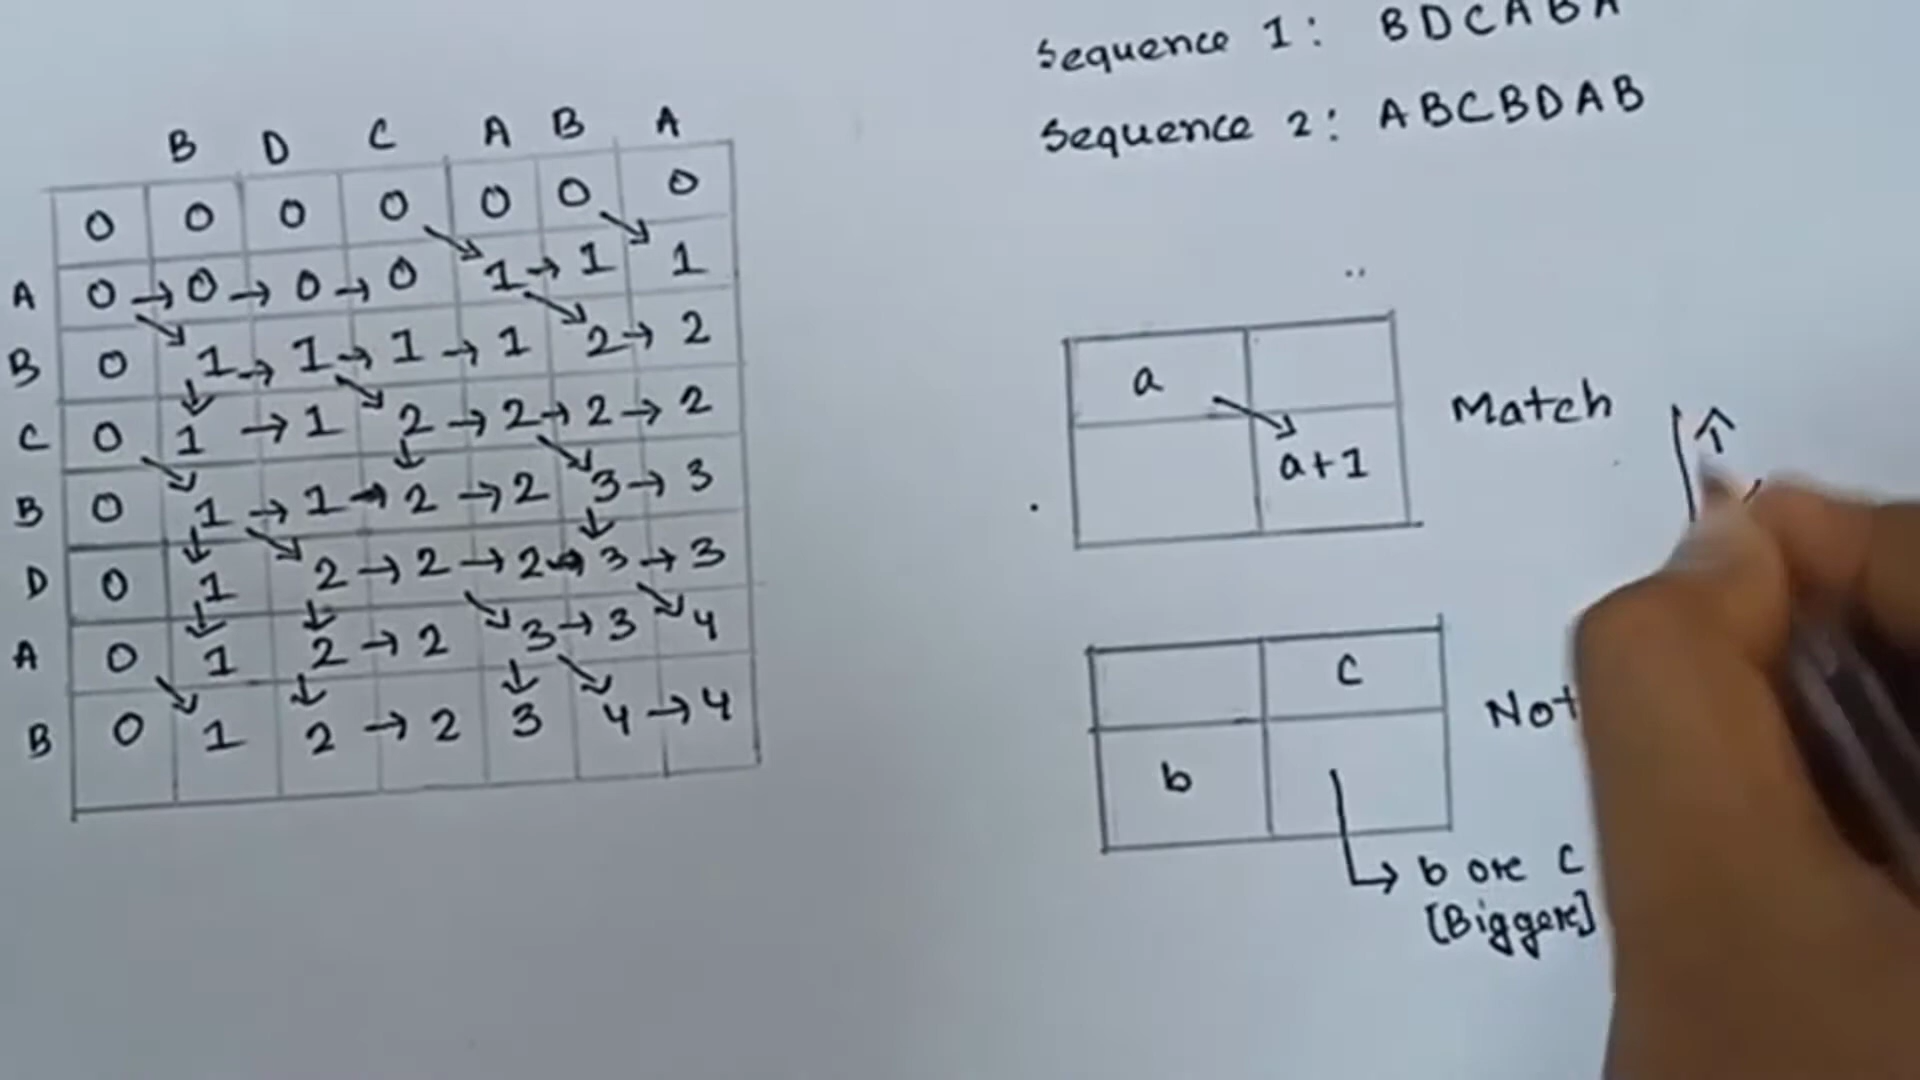 Sequence 1: BDCABA
Sequence 2: ABCBDAB
B D C A B A
0 0 0 0 0 0 0
A 0 → 0 → 0 → 0 1 → 1 1
B 0 1 → 1 → 1 → 1 2 → 2
C 0 1 → 1 2 → 2 → 2 → 2
B 0 1 → 1 → 2 → 2 3 → 3
D 0 1 2 → 2 → 2 → 3 → 3
A 0 1 2 → 2 3 → 3 4
B 0 1 2 → 2 3 4 → 4
a
a+1
Match
c
b
Not
b or c
[Bigger]